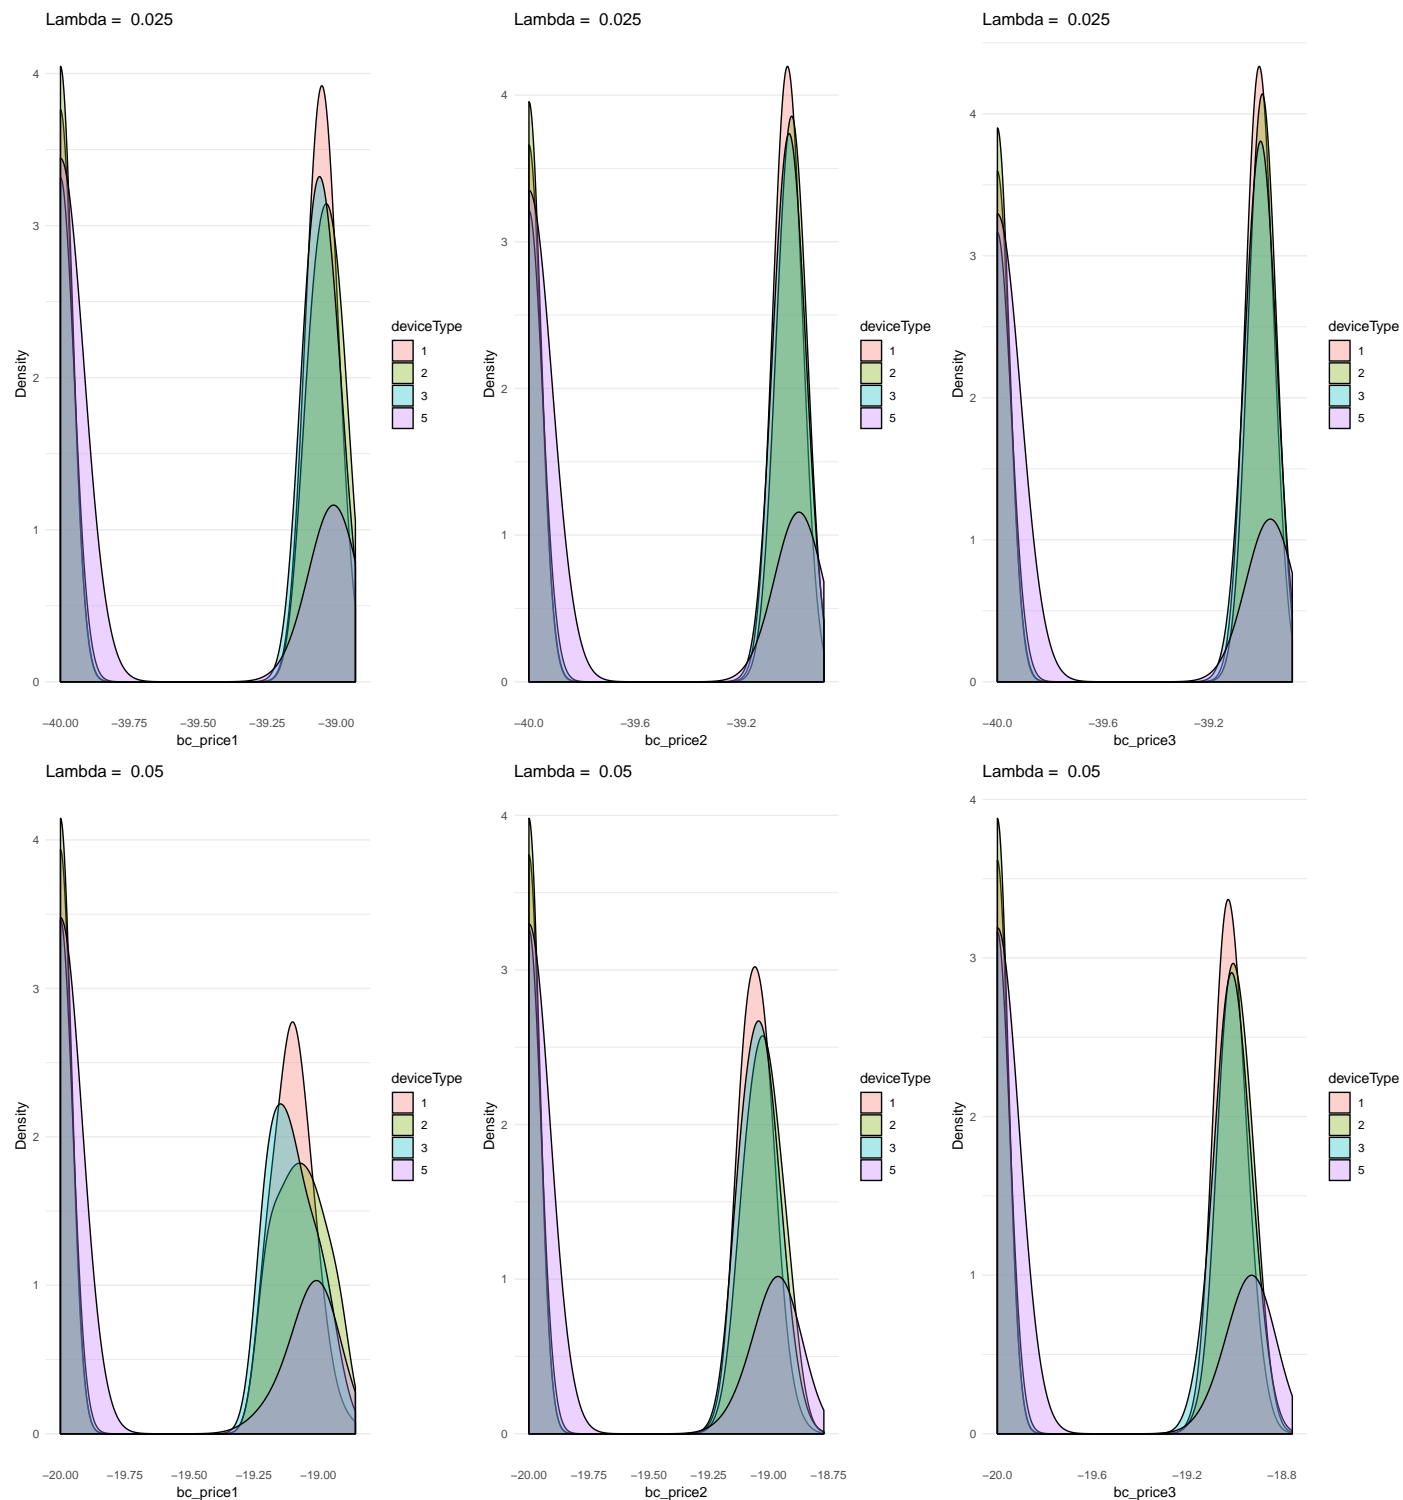 Lambda =  0.025
Density
4
3
2
1
0
−40.00 −39.75 −39.50 −39.25 −39.00
bc_price1
deviceType
1
2
3
5
Lambda =  0.025
Density
4
3
2
1
0
−40.0 −39.6 −39.2
bc_price2
deviceType
1
2
3
5
Lambda =  0.025
Density
4
3
2
1
0
−40.0 −39.6 −39.2
bc_price3
deviceType
1
2
3
5
Lambda =  0.05
Density
4
3
2
1
0
−20.00 −19.75 −19.50 −19.25 −19.00
bc_price1
deviceType
1
2
3
5
Lambda =  0.05
Density
4
3
2
1
0
−20.00 −19.75 −19.50 −19.25 −19.00 −18.75
bc_price2
deviceType
1
2
3
5
Lambda =  0.05
Density
4
3
2
1
0
−20.0 −19.6 −19.2 −18.8
bc_price3
deviceType
1
2
3
5